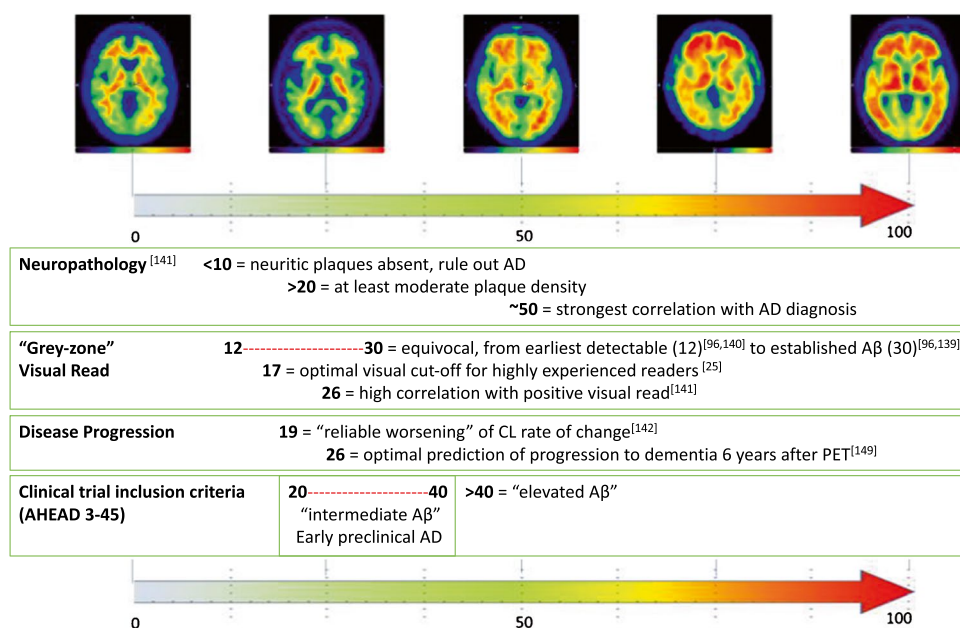 0 50 100
Neuropathology [141] <10 = neuritic plaques absent, rule out AD
>20 = at least moderate plaque density
~50 = strongest correlation with AD diagnosis
“Grey-zone” 12--------------------30 = equivocal, from earliest detectable (12)[96,140] to established Aβ (30)[96,139]
Visual Read 17 = optimal visual cut-off for highly experienced readers [25]
26 = high correlation with positive visual read[141]
Disease Progression 19 = “reliable worsening” of CL rate of change[142]
26 = optimal prediction of progression to dementia 6 years after PET[149]
Clinical trial inclusion criteria 20--------------------40 >40 = “elevated Aβ”
(AHEAD 3-45) “intermediate Aβ”
Early preclinical AD
0 50 100